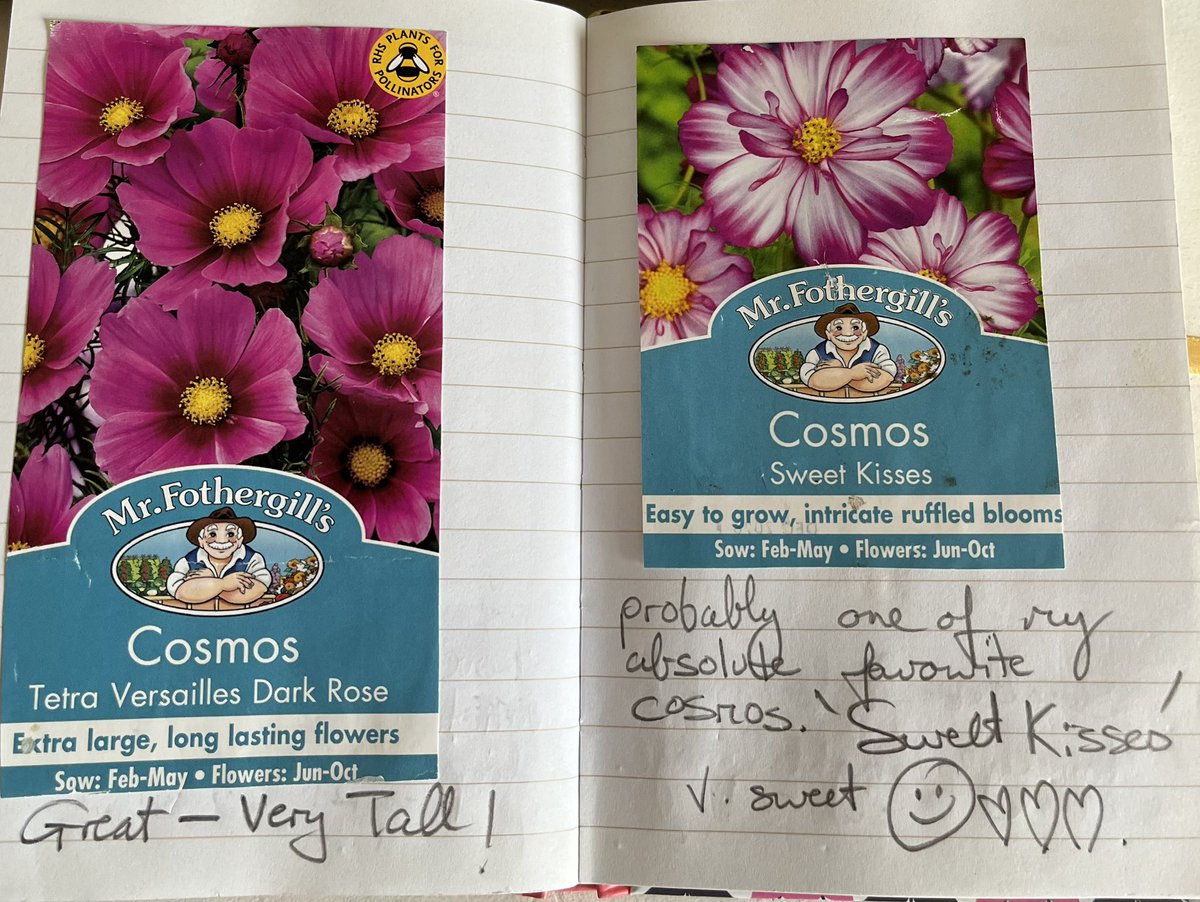 RHS PLANTS FOR POLLINATORS
Mr. Fothergill's
Cosmos
Tetra Versailles Dark Rose
Extra large, long lasting flowers
Sow: Feb-May • Flowers: Jun-Oct
Great – Very Tall !
Mr. Fothergill's
Cosmos
Sweet Kisses
Easy to grow, intricate ruffled blooms
Sow: Feb-May • Flowers: Jun-Oct
probably one of my
absolute favourite
cosmos. 'Sweet Kisses'
V. sweet